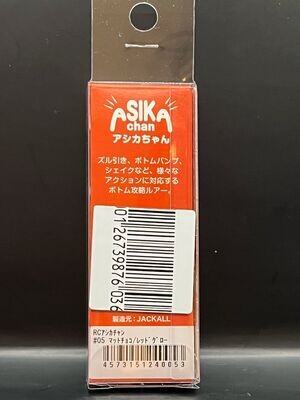 ASIKA
chan
アシカちゃん
ズル引き、ボトムパンプ、
シェイクなど、様々な
アクションに対応する
ボトム攻略ルアー。
0126739876036
製造元：JACKALL
RCアシカチャン
#05 マットチョコ/レッドグロー
4573151240053